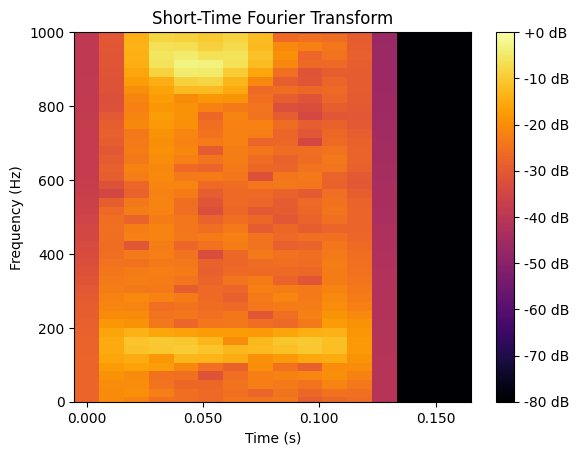 Short-Time Fourier Transform
1000
800
600
400
200
0
Frequency (Hz)
0.000
0.050
0.100
0.150
Time (s)
+0 dB
-10 dB
-20 dB
-30 dB
-40 dB
-50 dB
-60 dB
-70 dB
-80 dB